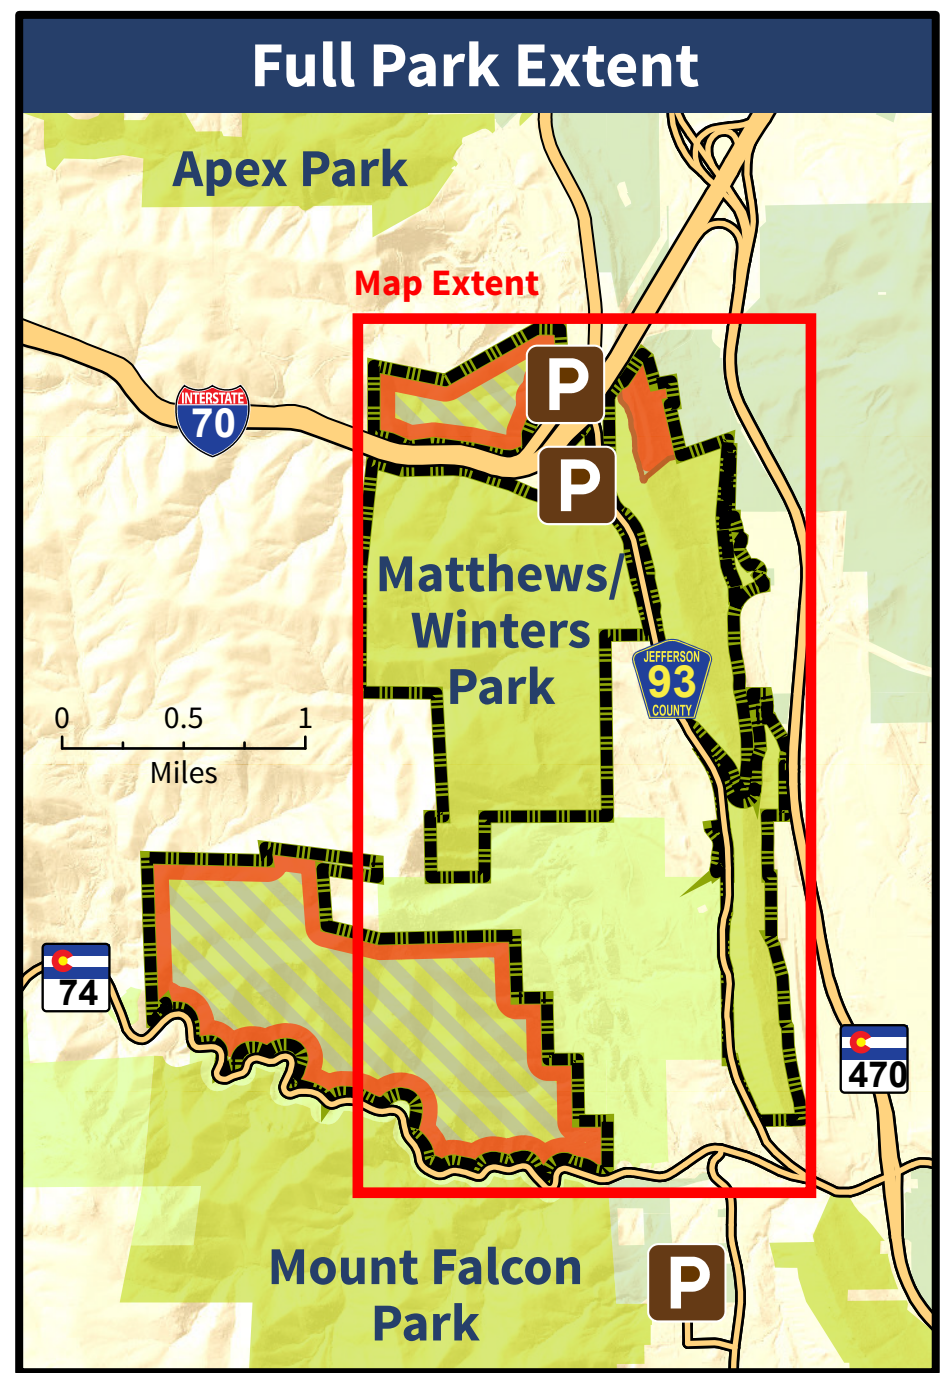 Full Park Extent
Apex Park
Map Extent
INTERSTATE
70
P
P
Matthews/
Winters
Park
JEFFERSON
93
COUNTY
0 0.5 1
Miles
74
470
Mount Falcon
Park
P